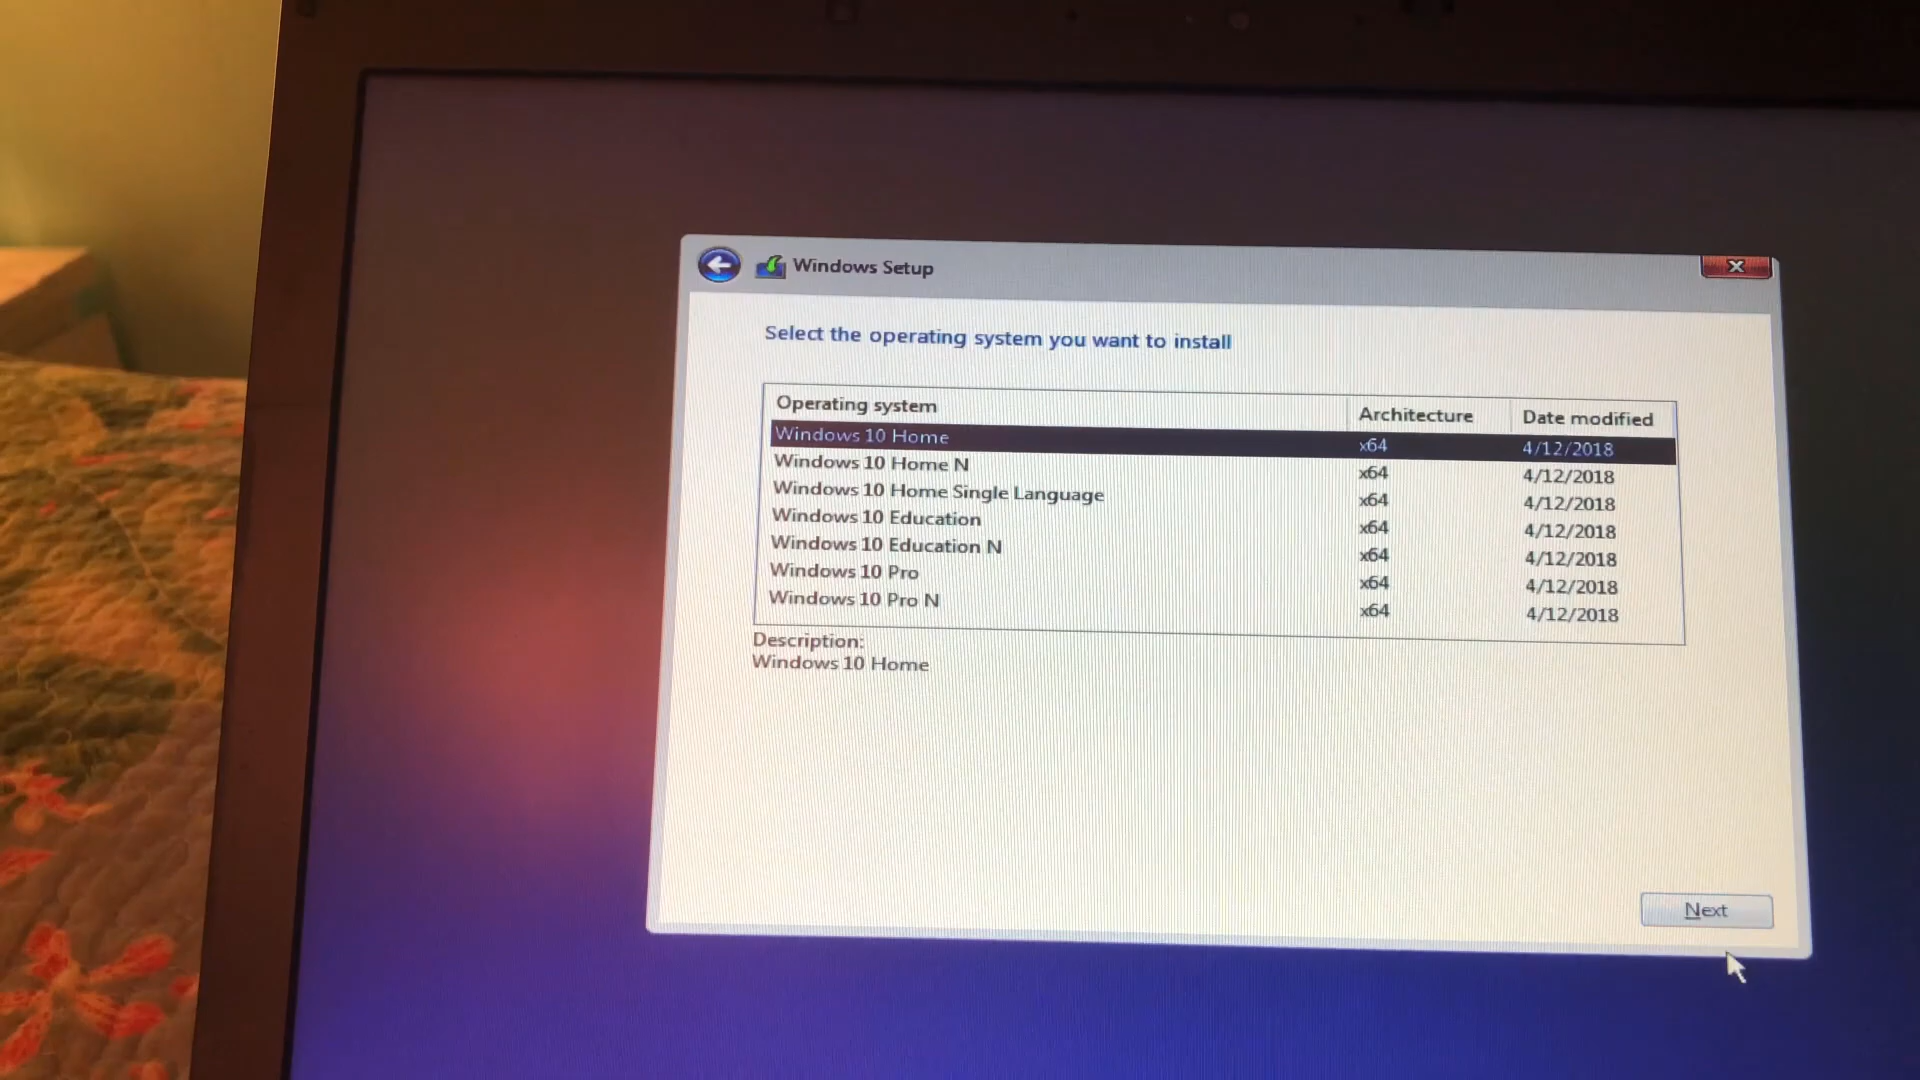 Windows Setup
Select the operating system you want to install
Operating system Architecture Date modified
Windows 10 Home x64 4/12/2018
Windows 10 Home N x64 4/12/2018
Windows 10 Home Single Language x64 4/12/2018
Windows 10 Education x64 4/12/2018
Windows 10 Education N x64 4/12/2018
Windows 10 Pro x64 4/12/2018
Windows 10 Pro N x64 4/12/2018
Description:
Windows 10 Home
Next